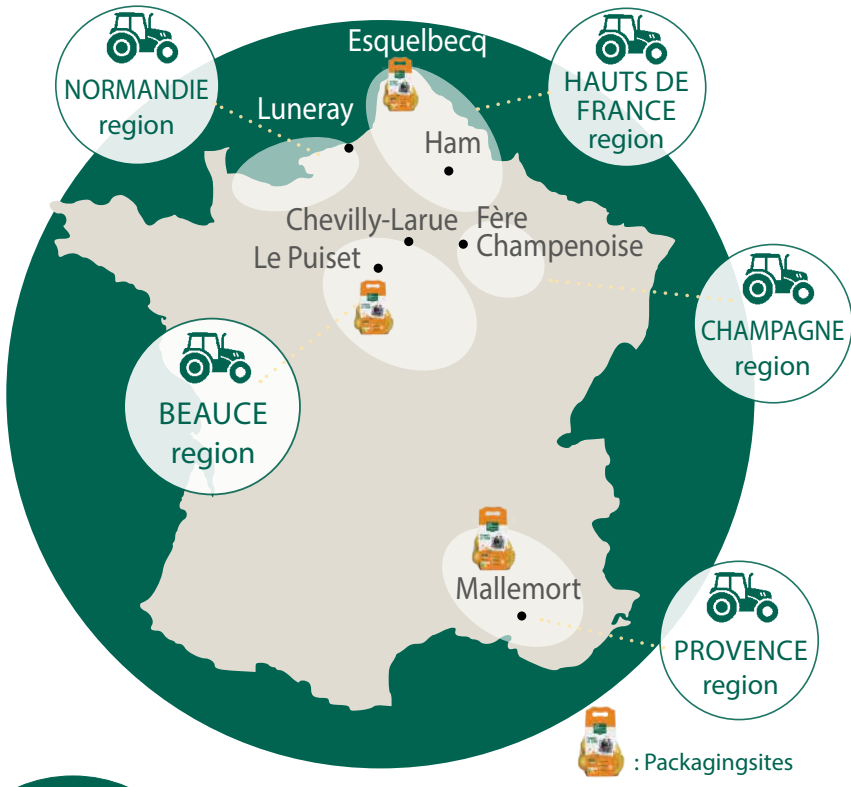 Esquelbecq
NORMANDIE
region
HAUTS DE
FRANCE
region
Luneray
Ham
Chevilly-Larue
Fère
Champenoise
Le Puiset
CHAMPAGNE
region
BEAUCE
region
Mallemort
PROVENCE
region
: Packagingsites